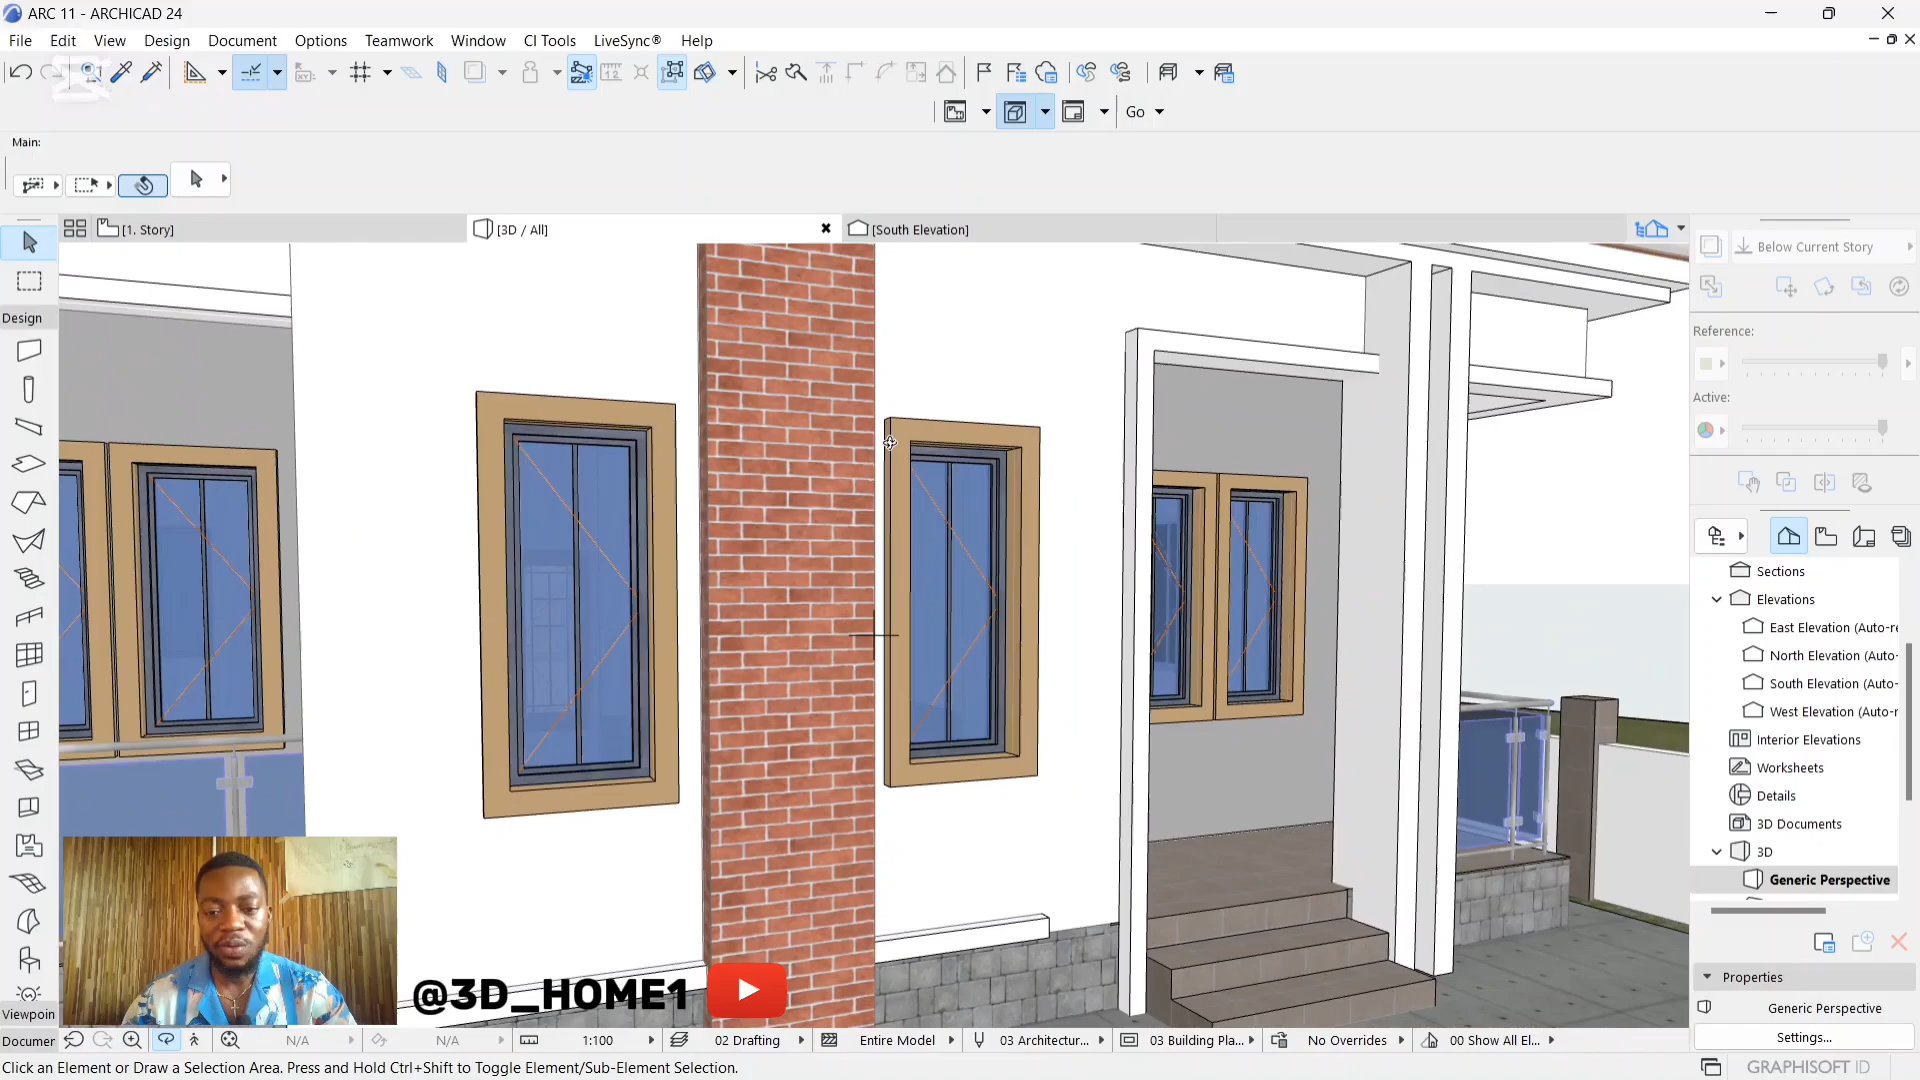 ARC 11 - ARCHICAD 24
File Edit View Design Document Options Teamwork Window CI Tools LiveSync® Help
Go
Main:
[1. Story]
[3D / All]
[South Elevation]
Below Current Story
Design
Reference:
Active:
Sections
Elevations
East Elevation (Auto-re
North Elevation (Auto-
South Elevation (Auto-
West Elevation (Auto-r
Interior Elevations
Worksheets
Details
3D Documents
3D
Generic Perspective
Properties
Generic Perspective
Settings...
@3D_HOME1
Viewpoin
Documer
N/A
N/A
1:100
02 Drafting
Entire Model
03 Architectur...
03 Building Pla...
No Overrides
00 Show All El...
Click an Element or Draw a Selection Area. Press and Hold Ctrl+Shift to Toggle Element/Sub-Element Selection.
GRAPHISOFT ID